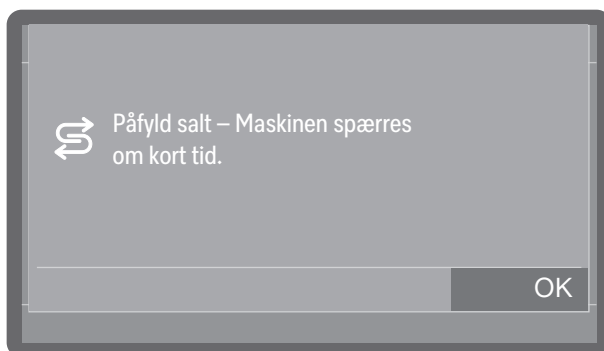 Påfyld salt – Maskinen spærres
om kort tid.
OK